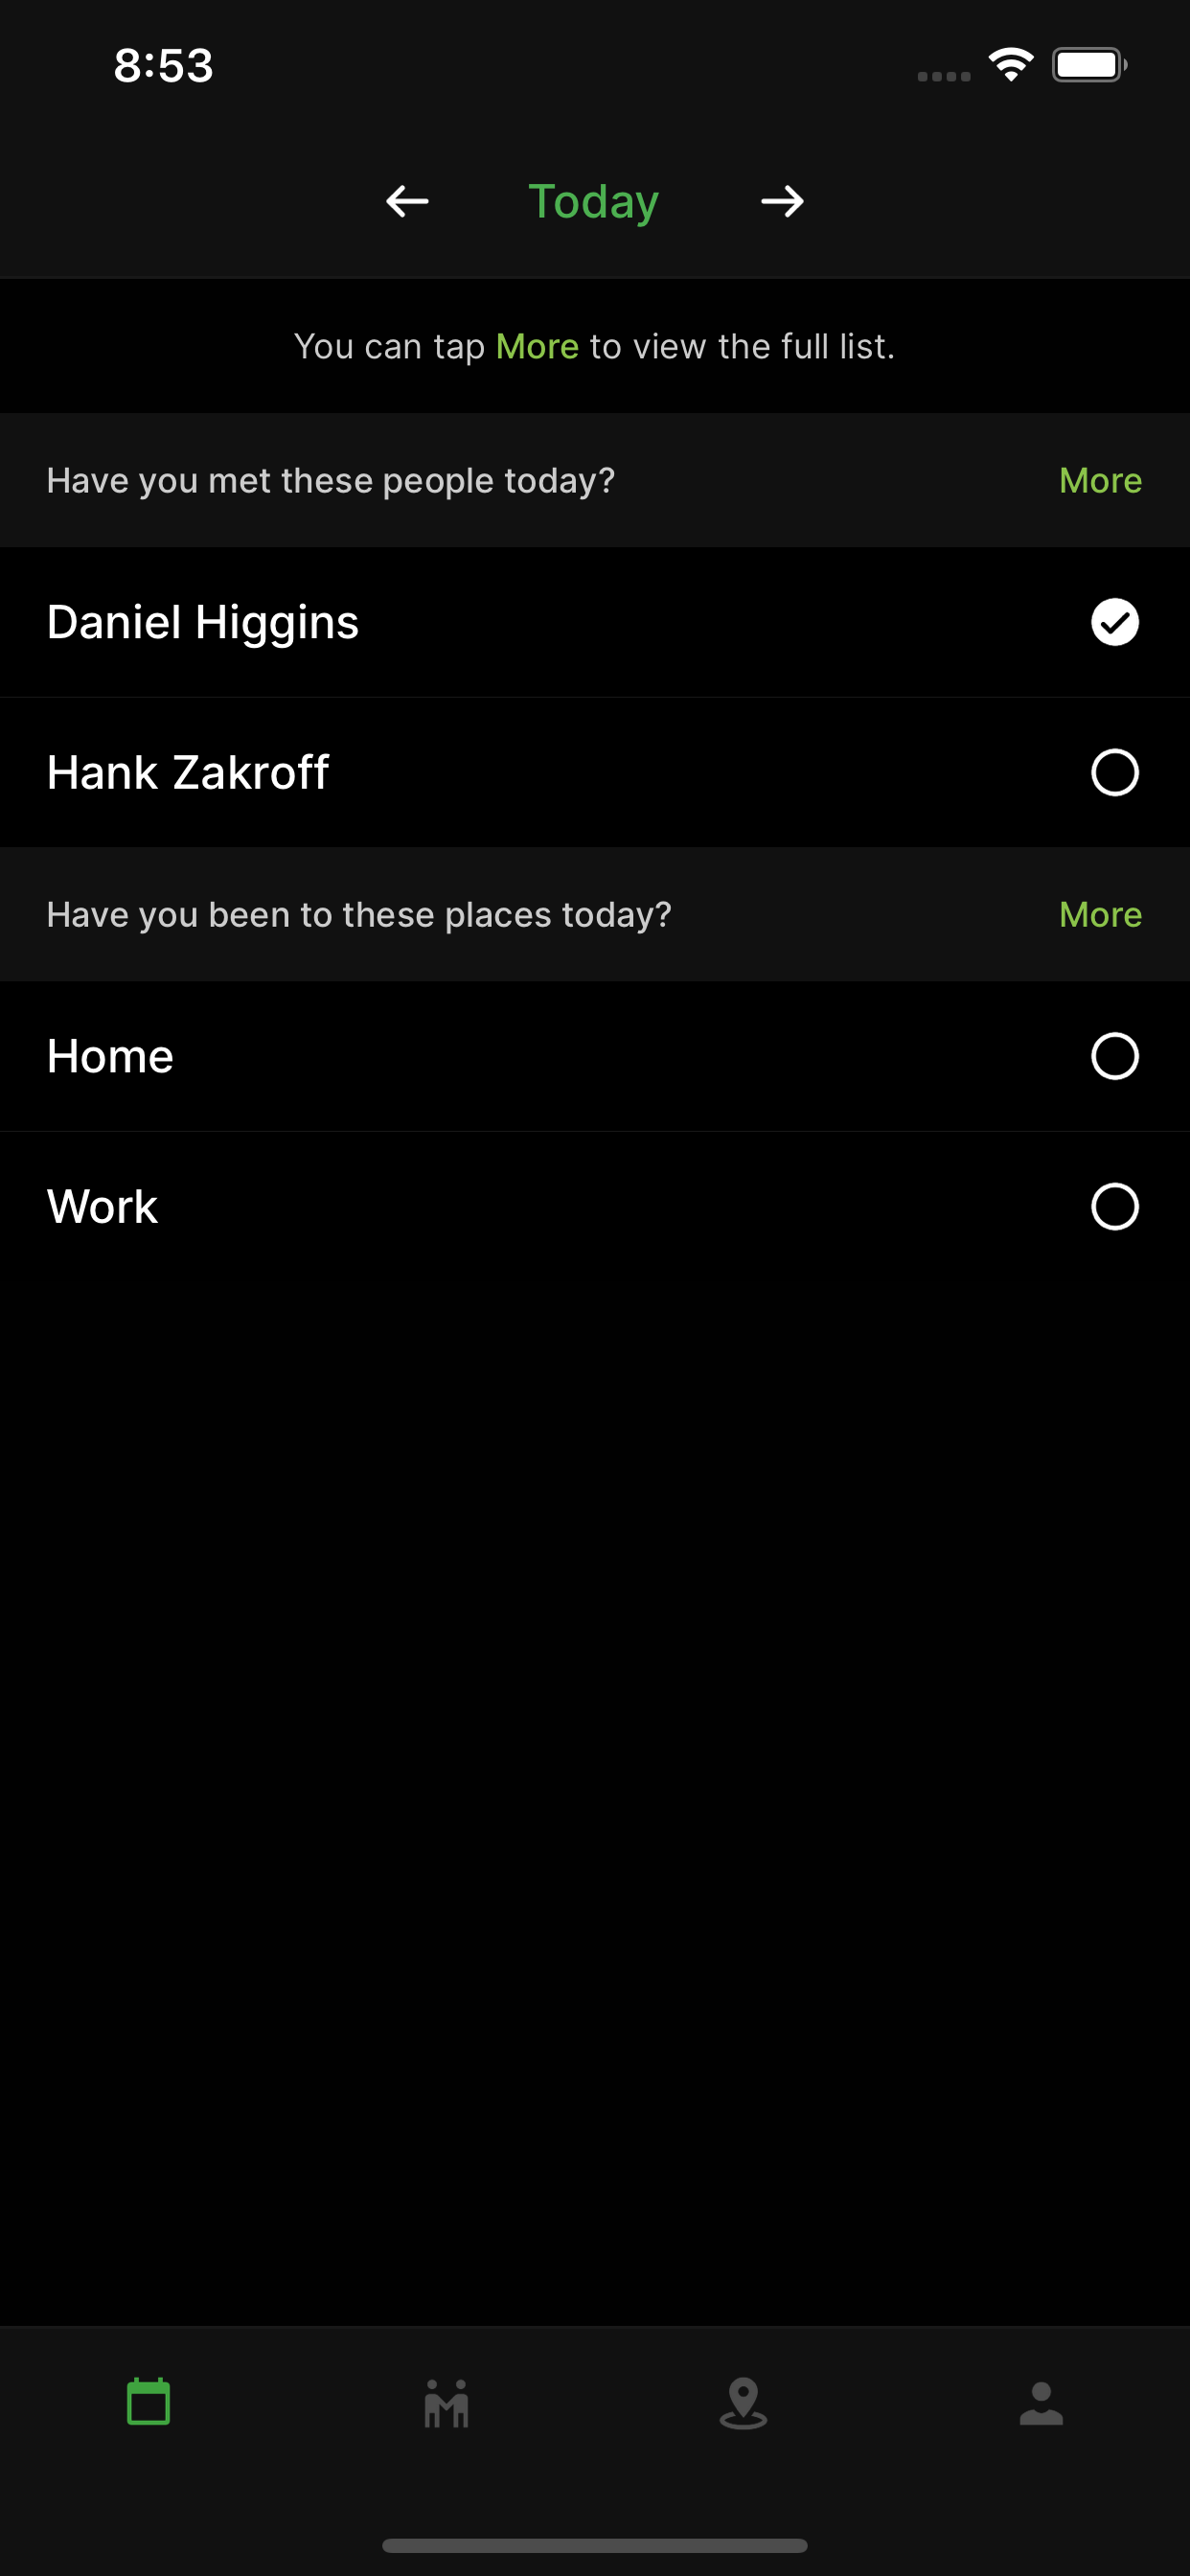 8:53
Today
You can tap More to view the full list.
Have you met these people today? More
Daniel Higgins
Hank Zakroff
Have you been to these places today? More
Home
Work